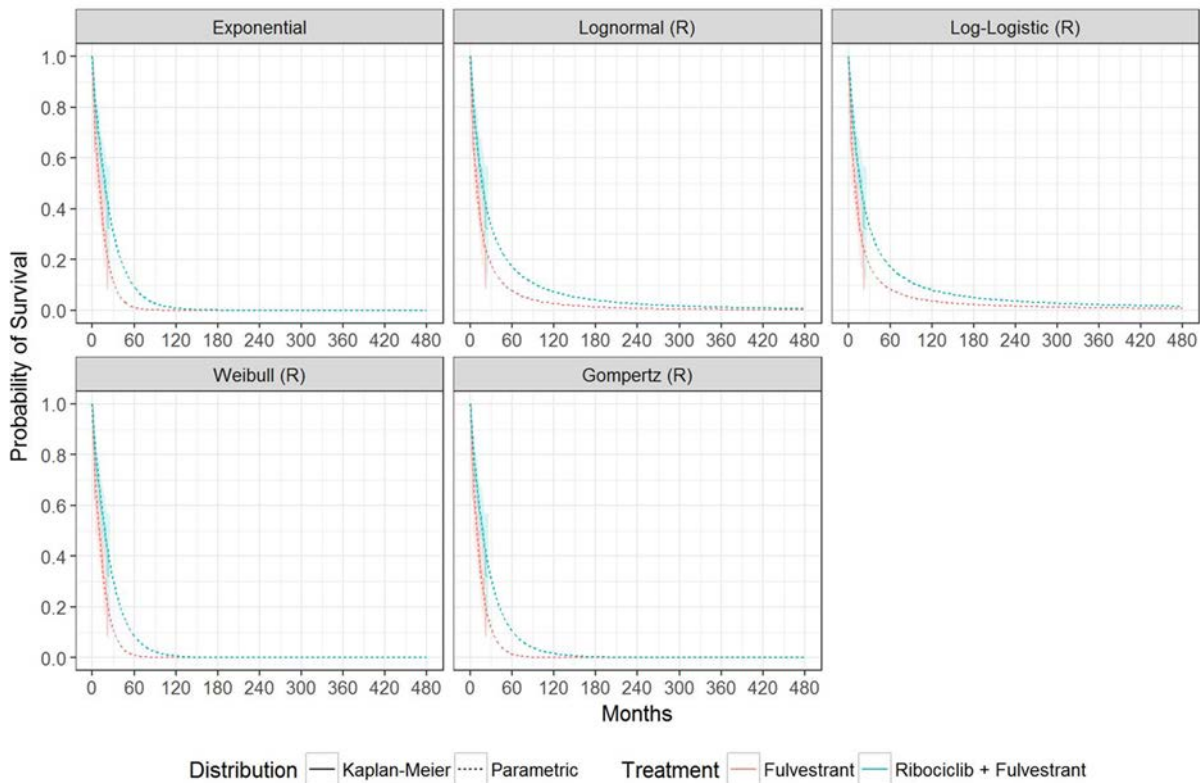 Exponential
Lognormal (R)
Log-Logistic (R)
1.0
0.8
0.6
0.4
0.2
0.0
0 60 120 180 240 300 360 420 480
0 60 120 180 240 300 360 420 480
Weibull (R)
Gompertz (R)
1.0
0.8
0.6
0.4
0.2
0.0
0 60 120 180 240 300 360 420 480
0 60 120 180 240 300 360 420 480
0 60 120 180 240 300 360 420 480
Probability of Survival
Months
Distribution Kaplan-Meier Parametric Treatment Fulvestrant Ribociclib + Fulvestrant